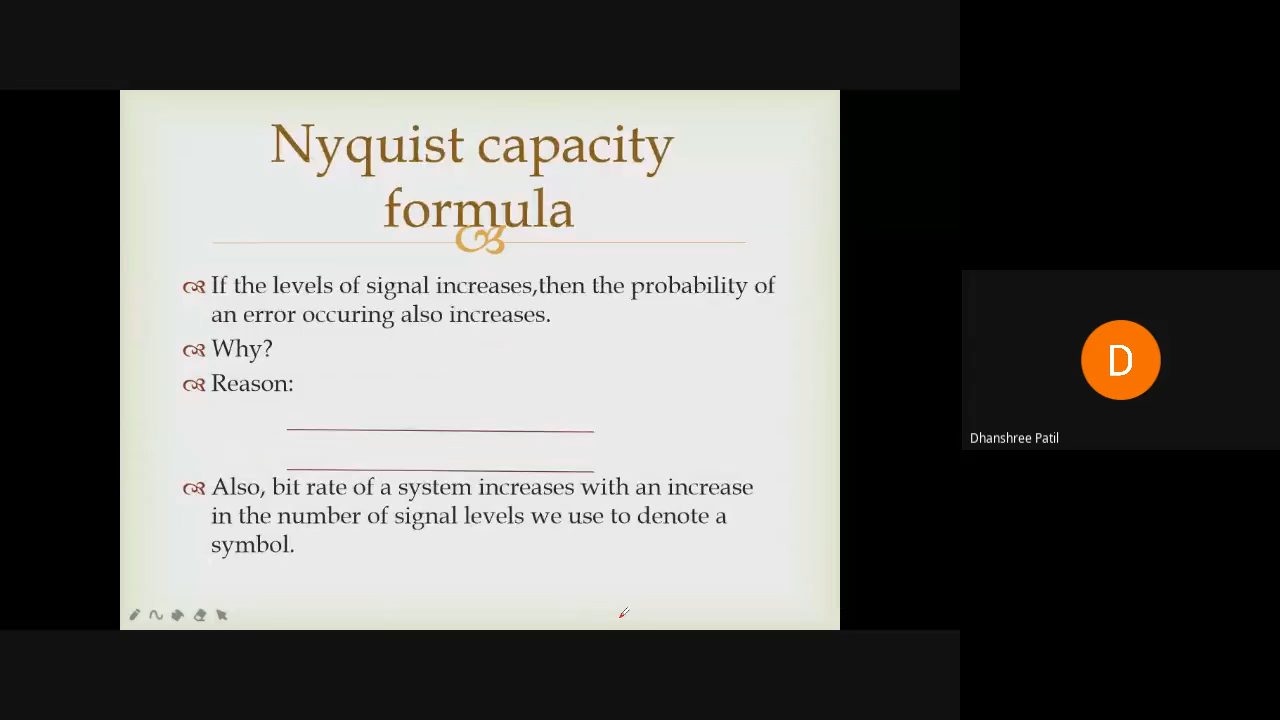 Nyquist capacity
formula
If the levels of signal increases,then the probability of
an error occuring also increases.
Why?
Reason:
Also, bit rate of a system increases with an increase
in the number of signal levels we use to denote a
symbol.
D
Dhanshree Patil